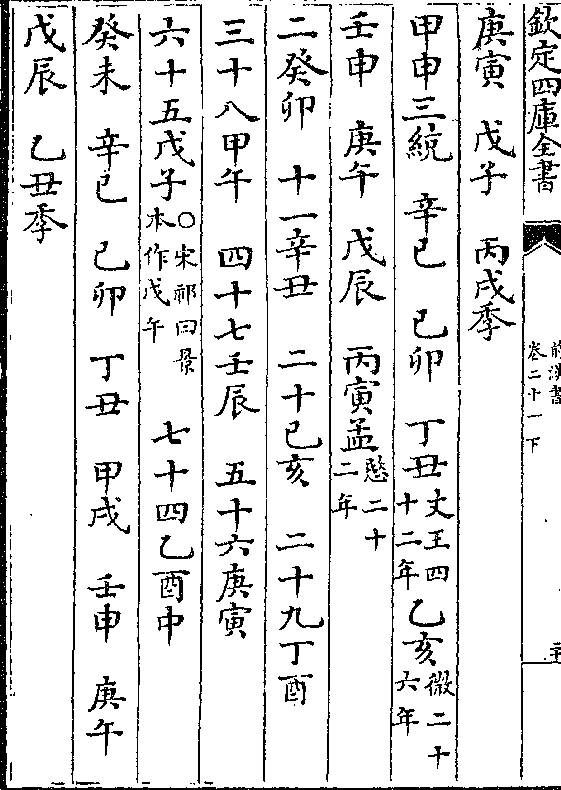 欽定四庫全書
前漢書
卷二十一下
庚寅 戊子 丙戌季
甲申三統 辛巳 己卯 丁丑文王四十二年乙亥微二十六年
壬申 庚午 戊辰 丙寅孟愍二十二年
二癸卯 十一辛丑 二十己亥 二十九丁酉
三十八甲午 四十七壬辰 五十六庚寅
六十五戊子○宋祁曰景本作戊午 七十四乙酉中
癸未 辛巳 己卯 丁丑 甲戌 壬申 庚午
戊辰 乙丑季